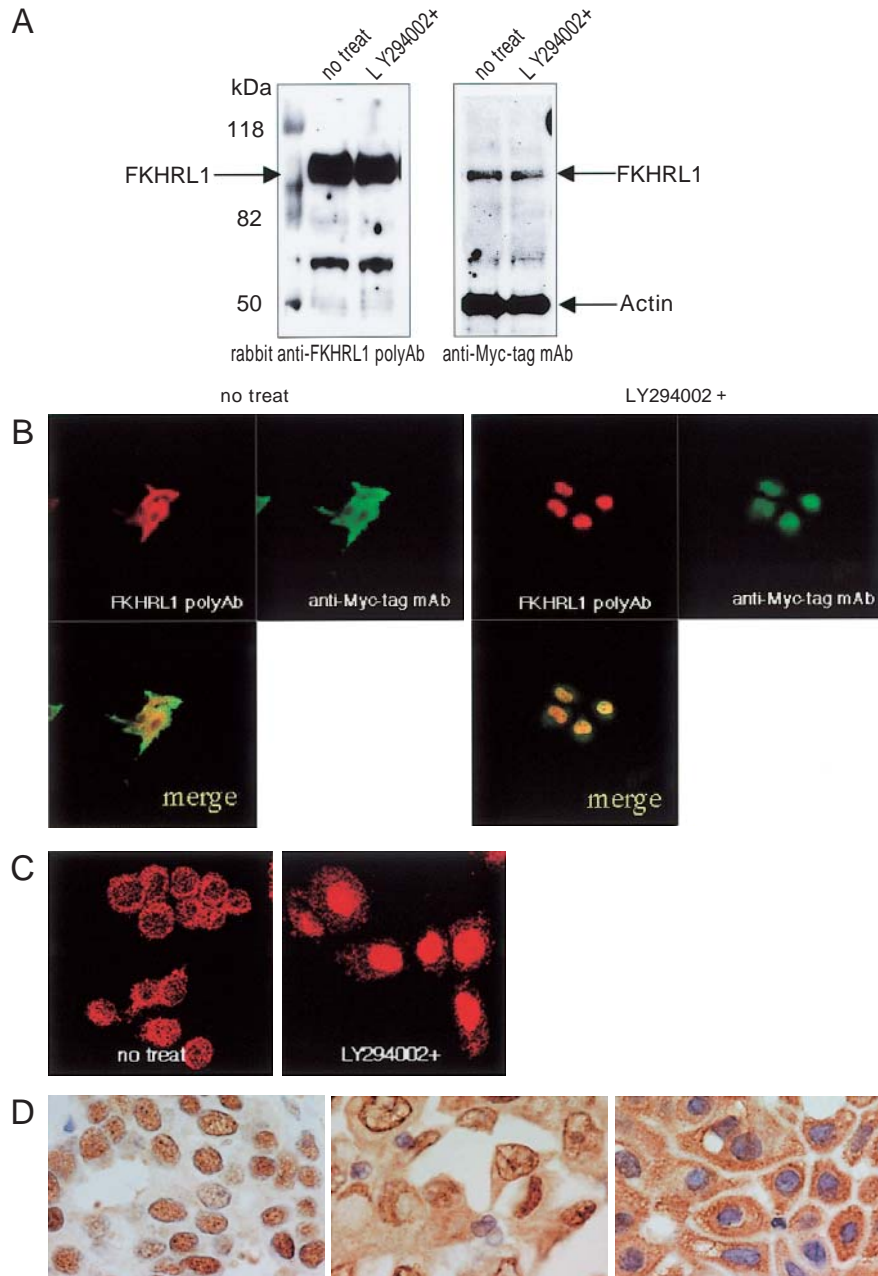 A
no treat
LY294002+
no treat
LY294002+
kDa
118
FKHRL1
82
50
FKHRL1
Actin
rabbit anti-FKHRL1 polyAb
anti-Myc-tag mAb
no treat
LY294002 +
B
FKHRL1 polyAb
anti-Myc-tag mAb
FKHRL1 polyAb
anti-Myc-tag mAb
merge
merge
C
no treat
LY294002+
D